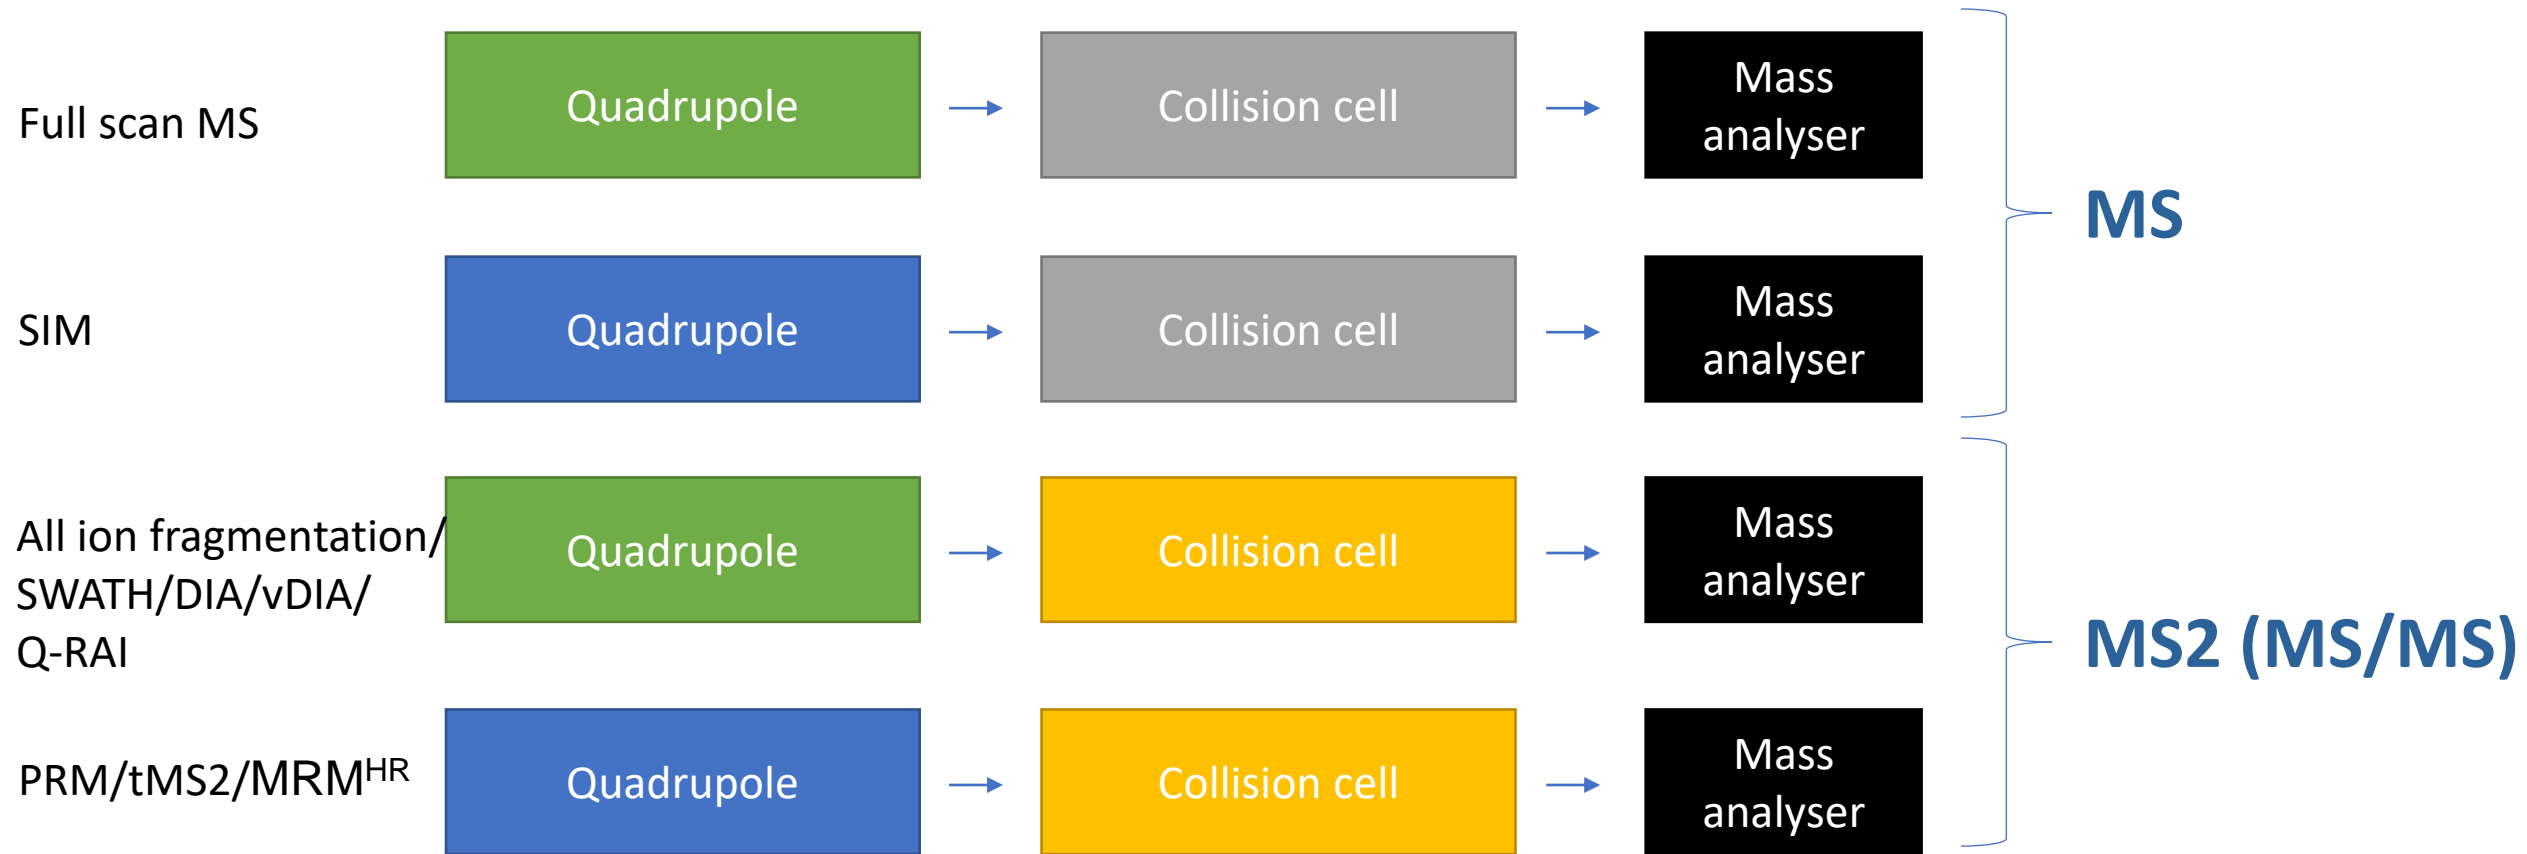 Full scan MS
Quadrupole
Collision cell
Mass
analyser
SIM
Quadrupole
Collision cell
Mass
analyser
MS
All ion fragmentation/
SWATH/DIA/vDIA/
Q-RAI
Quadrupole
Collision cell
Mass
analyser
PRM/tMS2/MRMᴴᴿ
Quadrupole
Collision cell
Mass
analyser
MS2 (MS/MS)